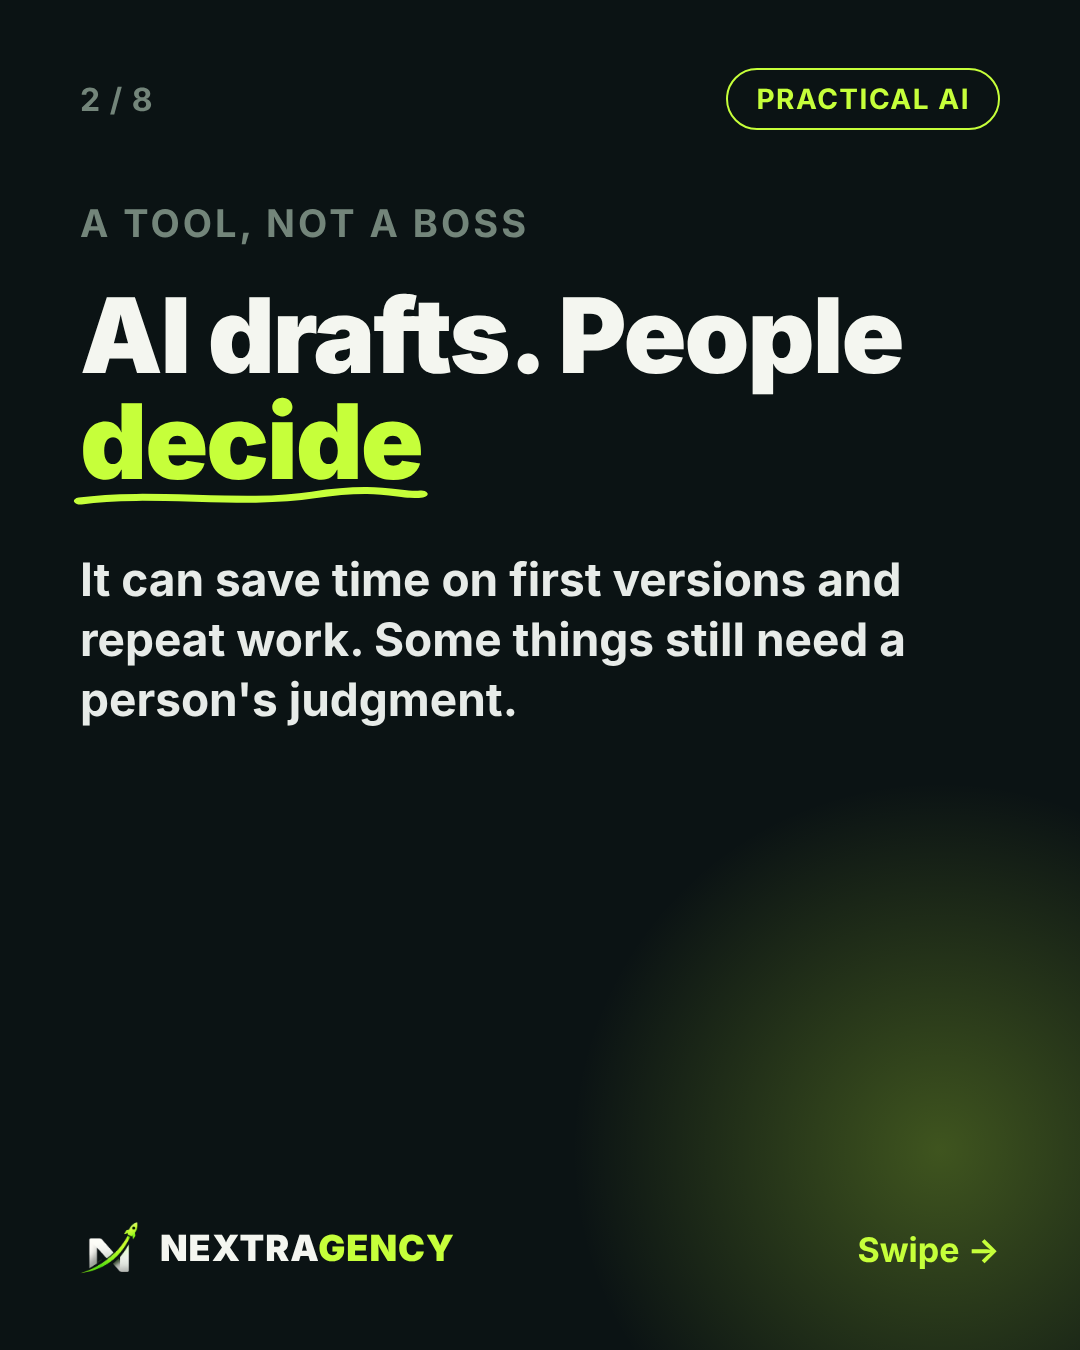 2 / 8
PRACTICAL AI
A TOOL, NOT A BOSS
AI drafts. People
decide
It can save time on first versions and
repeat work. Some things still need a
person's judgment.
NEXTRAGENCY
Swipe →